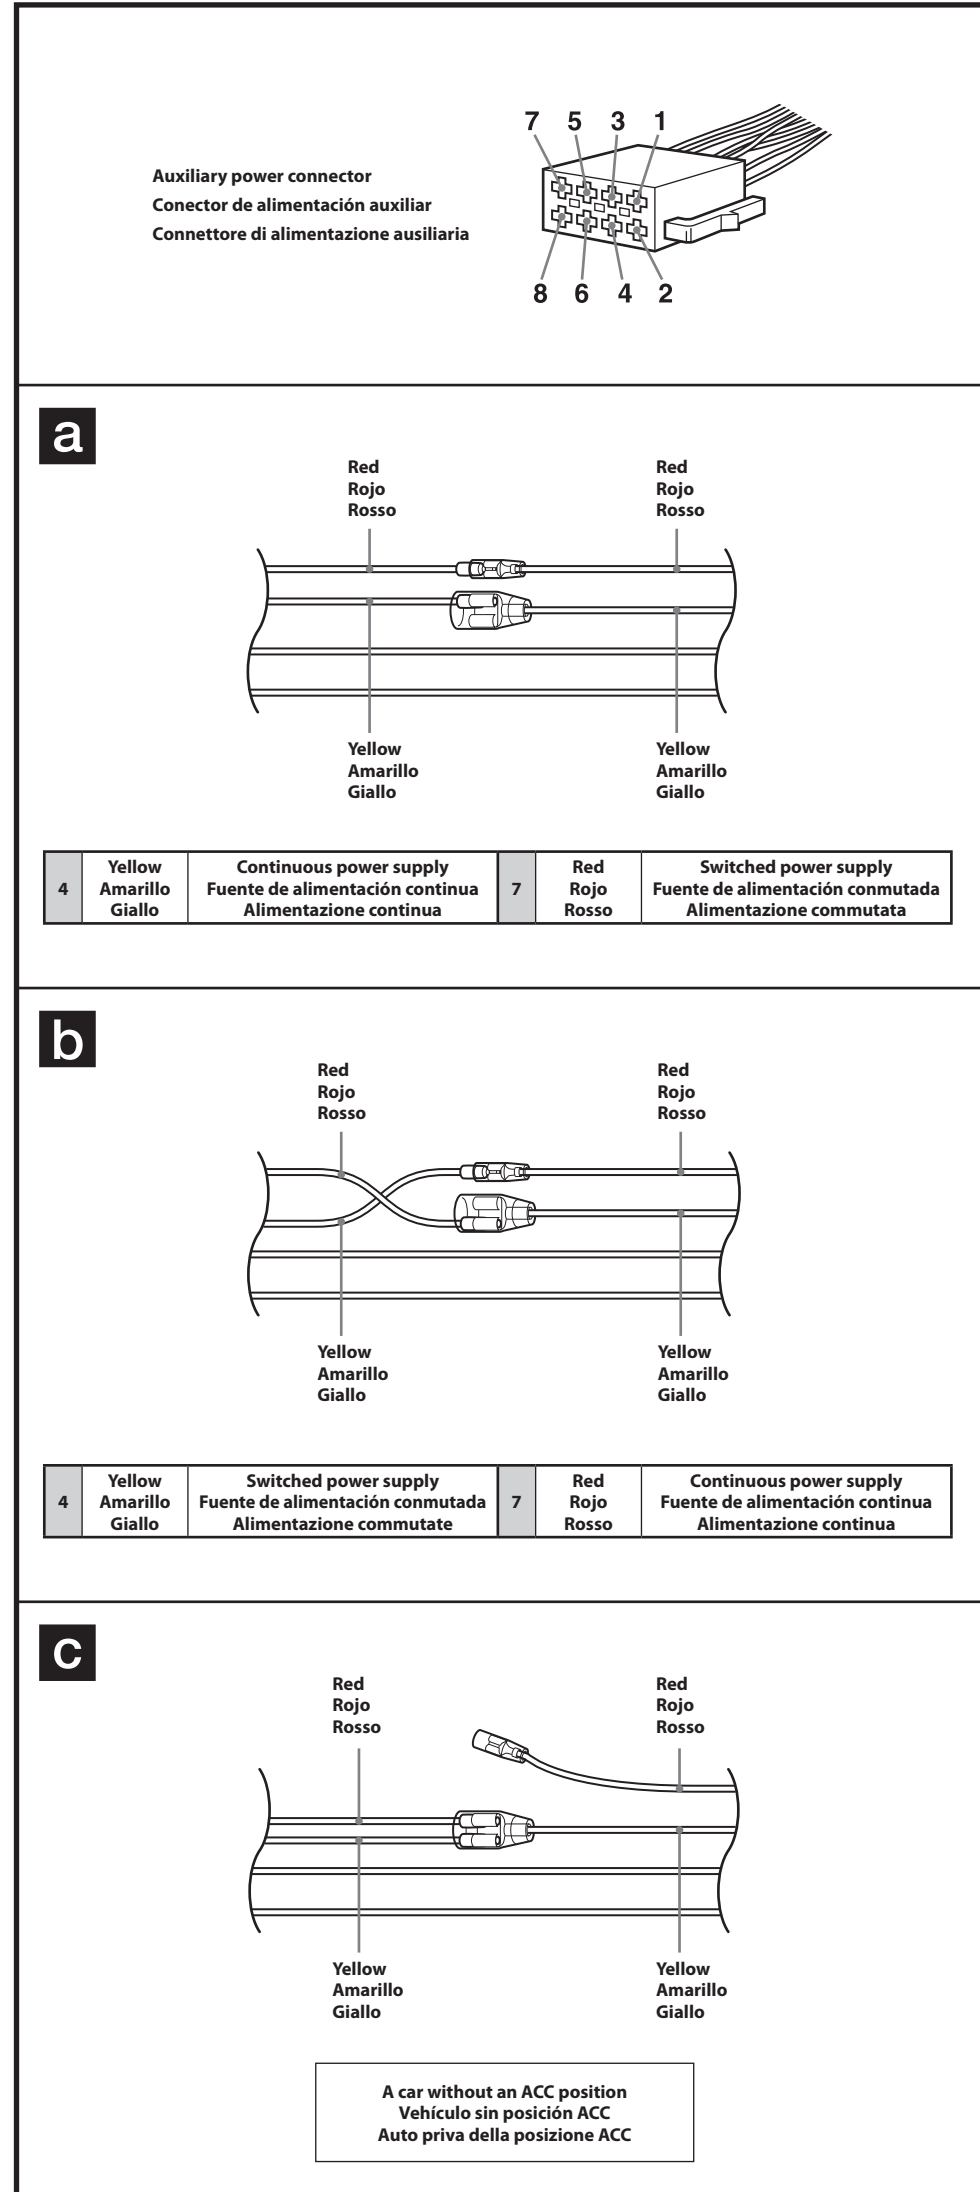 7 5 3 1
Auxiliary power connector
Conector de alimentación auxiliar
Connettore di alimentazione ausiliaria
8 6 4 2
a
Red
Rojo
Rosso
Red
Rojo
Rosso
Yellow
Amarillo
Giallo
Yellow
Amarillo
Giallo
4
Yellow
Amarillo
Giallo
Continuous power supply
Fuente de alimentación continua
Alimentazione continua
7
Red
Rojo
Rosso
Switched power supply
Fuente de alimentación conmutada
Alimentazione commutata
b
Red
Rojo
Rosso
Red
Rojo
Rosso
Yellow
Amarillo
Giallo
Yellow
Amarillo
Giallo
4
Yellow
Amarillo
Giallo
Switched power supply
Fuente de alimentación conmutada
Alimentazione commutate
7
Red
Rojo
Rosso
Continuous power supply
Fuente de alimentación continua
Alimentazione continua
c
Red
Rojo
Rosso
Red
Rojo
Rosso
Yellow
Amarillo
Giallo
Yellow
Amarillo
Giallo
A car without an ACC position
Vehículo sin posición ACC
Auto priva della posizione ACC